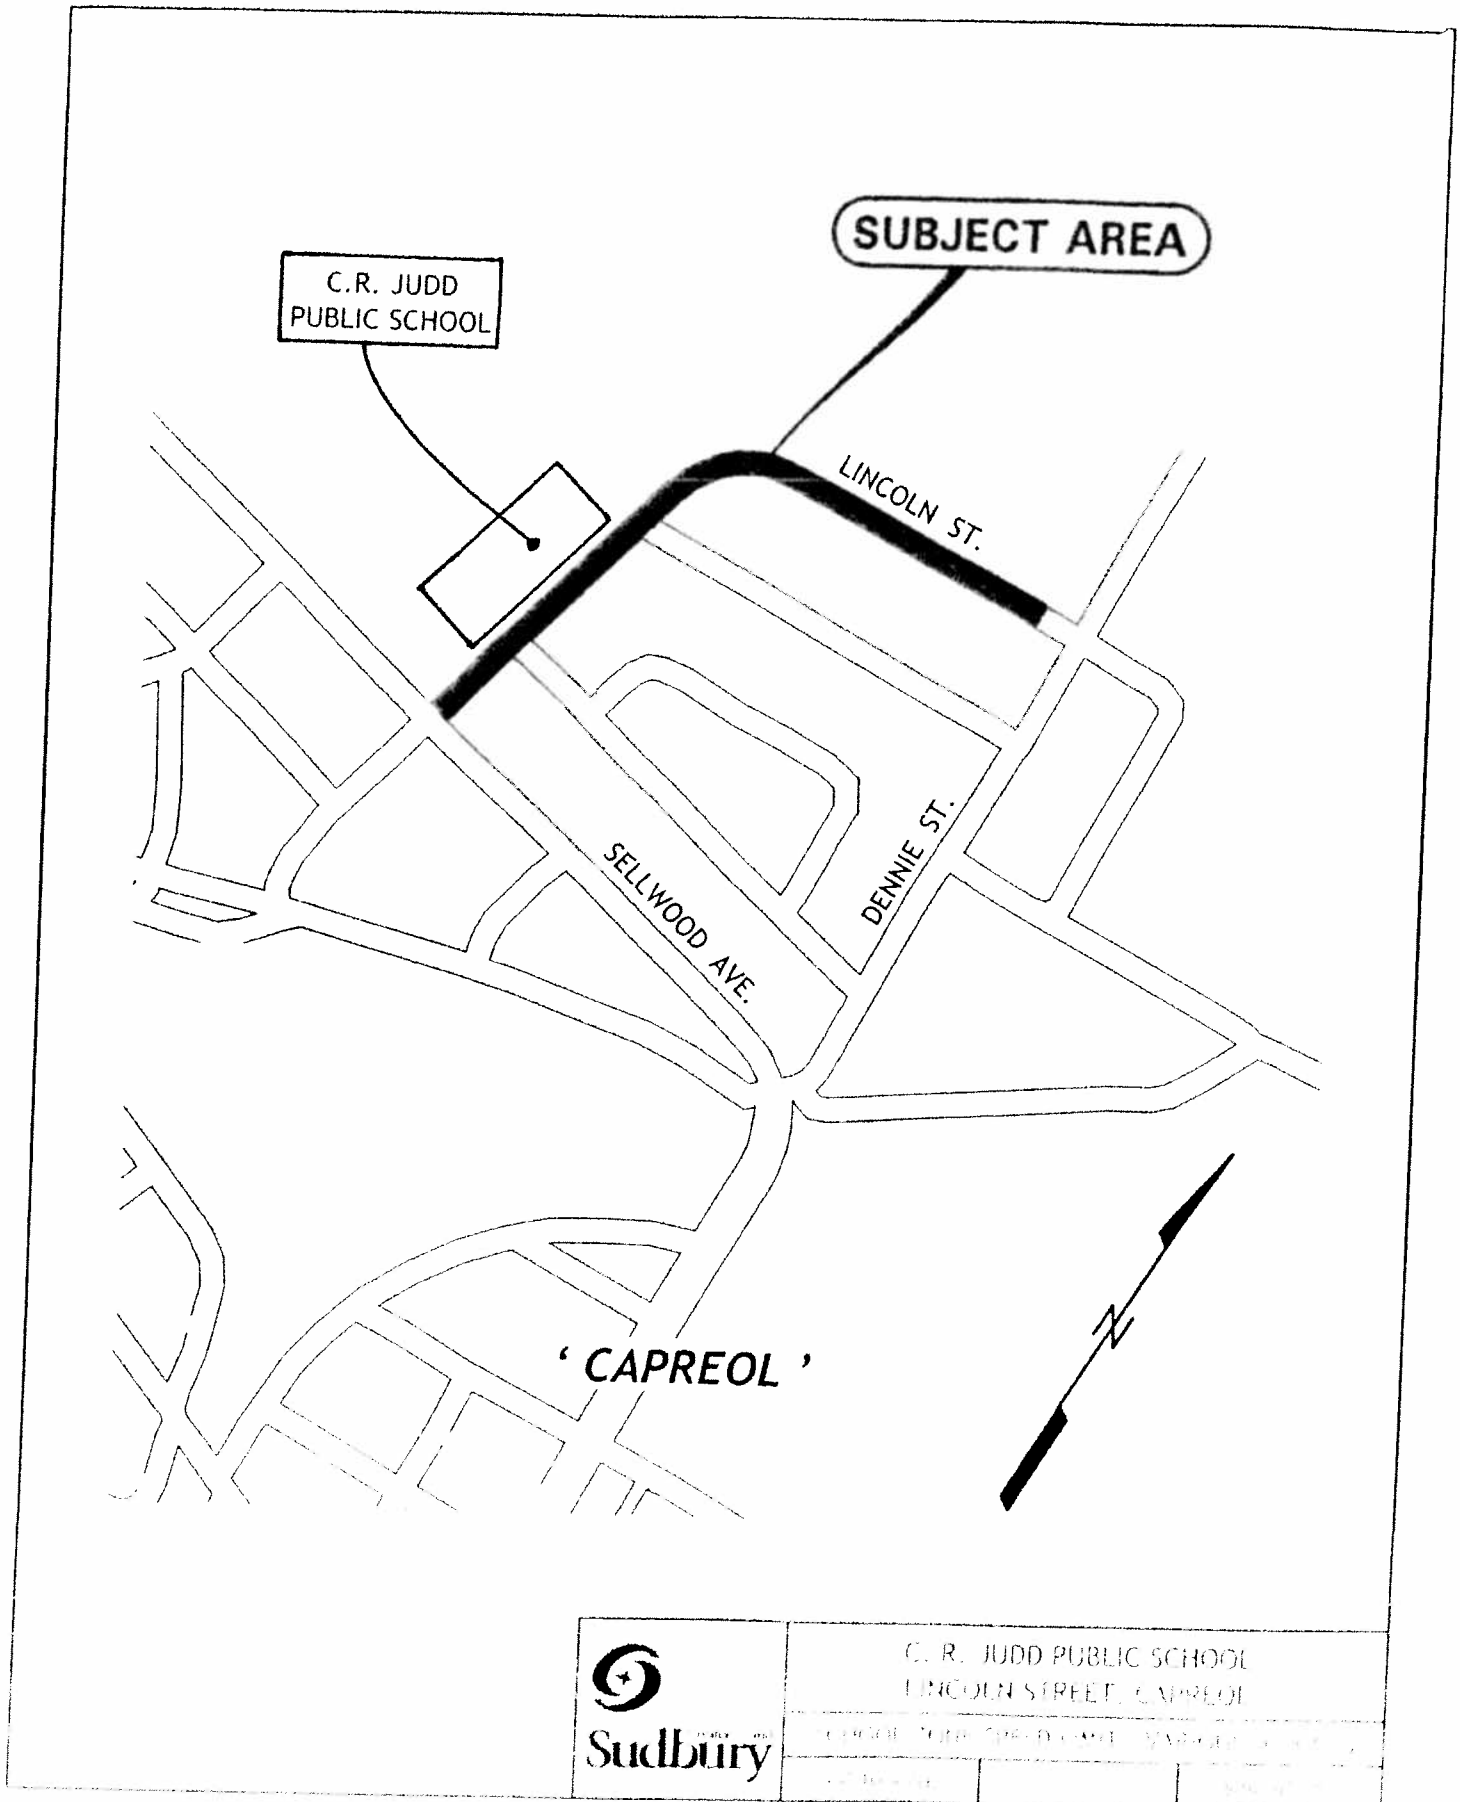 SUBJECT AREA
C.R. JUDD
PUBLIC SCHOOL
LINCOLN ST.
DENNIE ST.
SELLWOOD AVE.
N
‘ CAPREOL ’
Sudbury
C. R. JUDD PUBLIC SCHOOL
LINCOLN STREET, CAPREOL